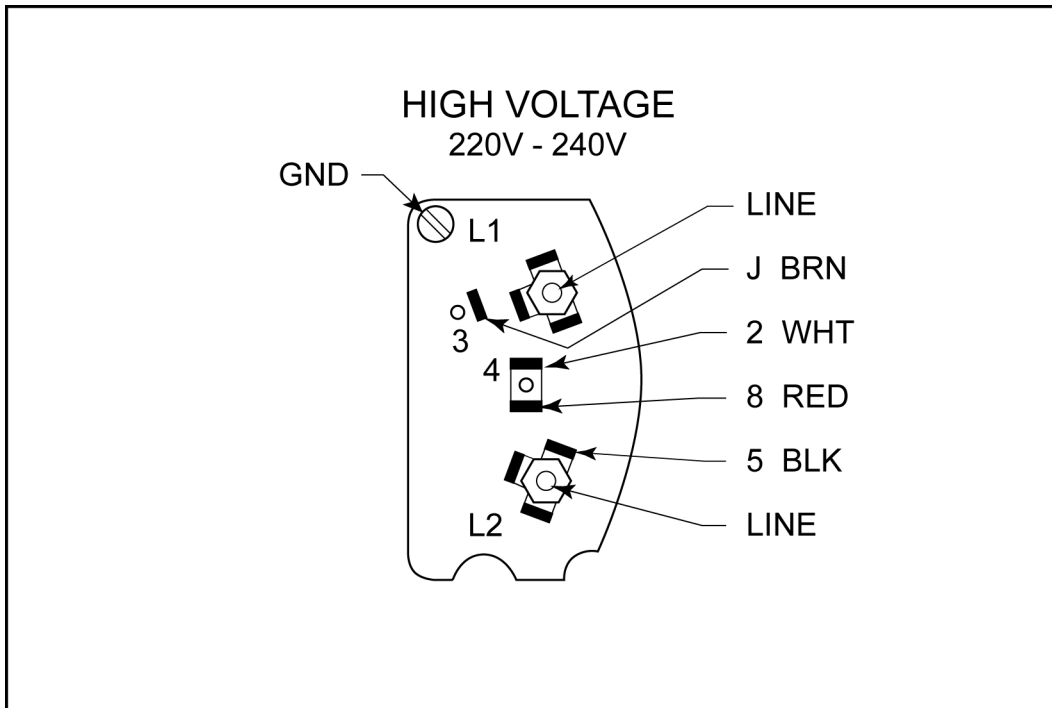 HIGH VOLTAGE
220V - 240V
GND
L1
LINE
J BRN
3
2 WHT
4
8 RED
5 BLK
L2
LINE